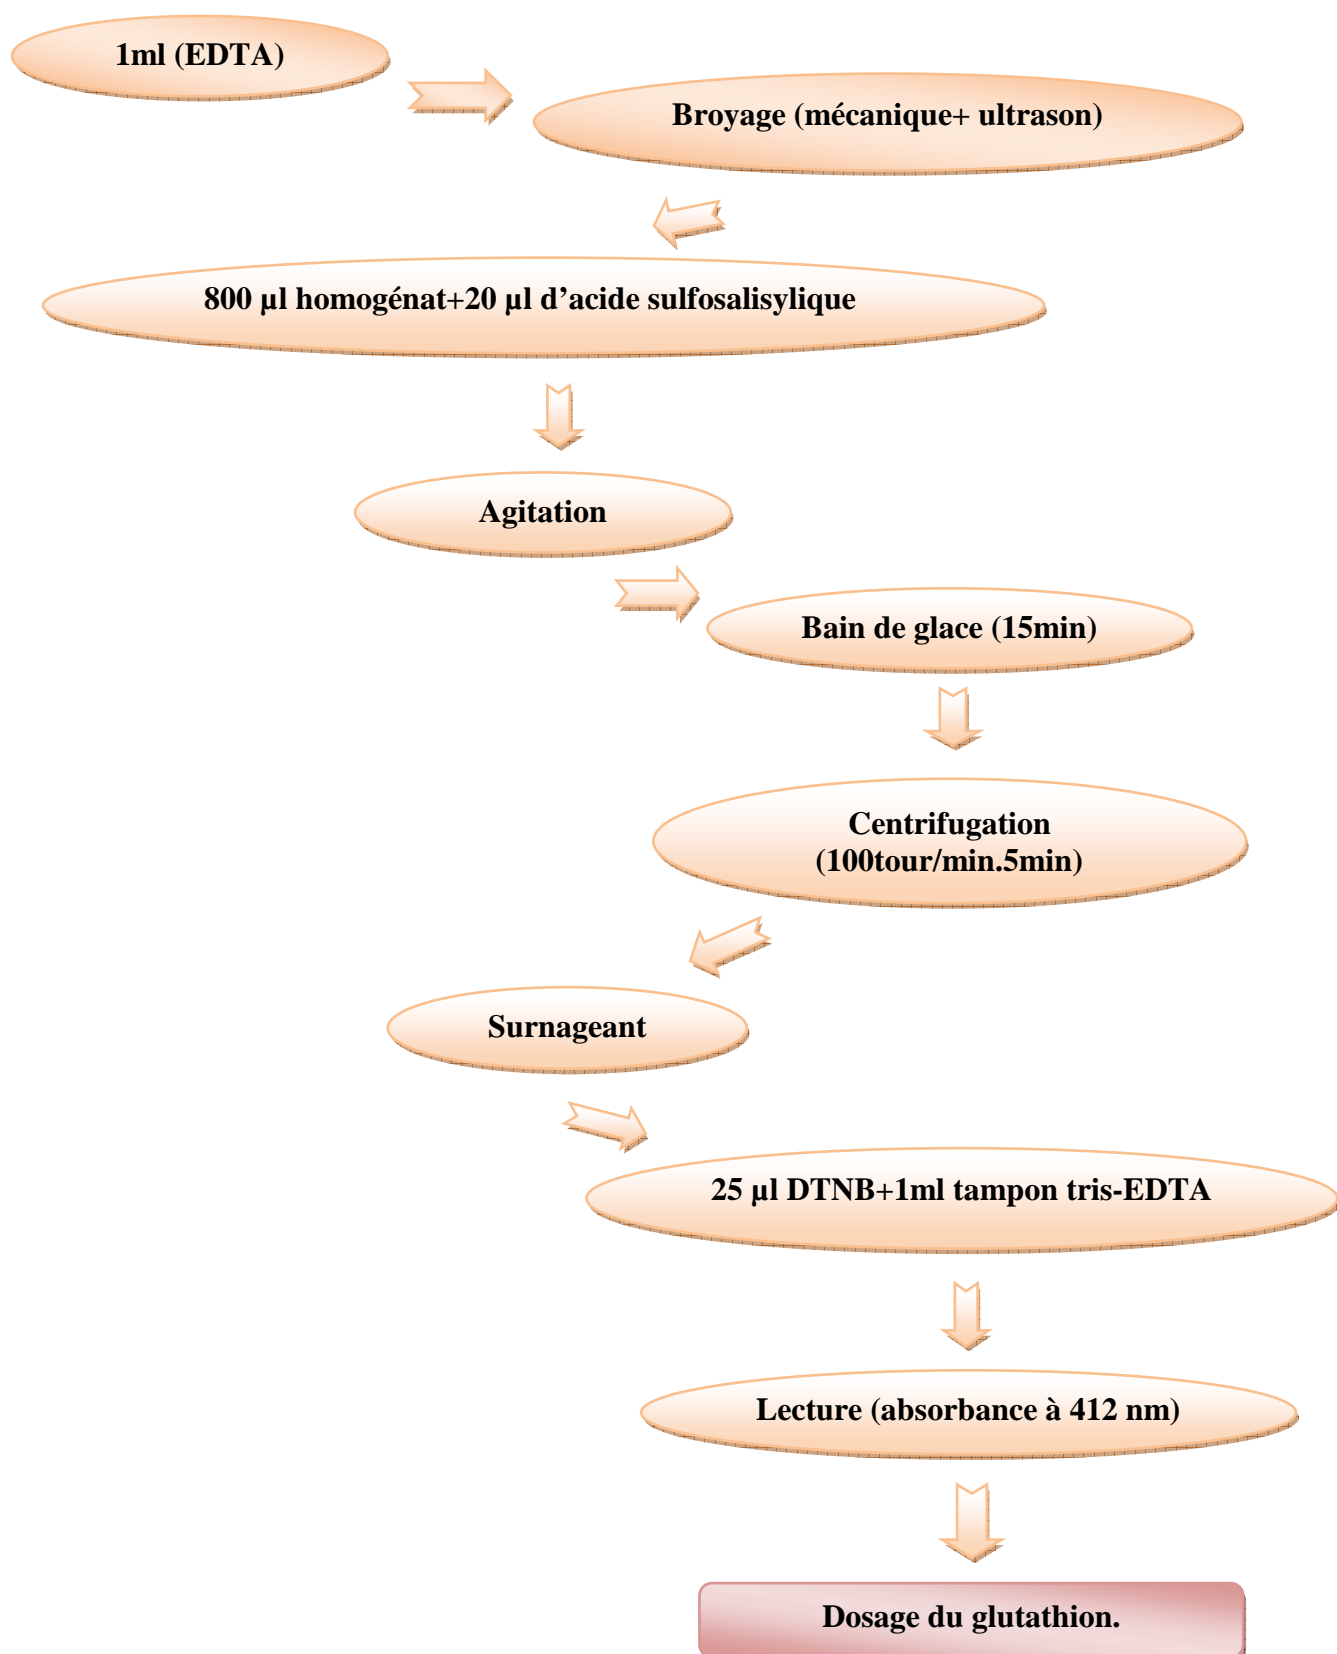 1ml (EDTA)
Broyage (mécanique+ ultrason)
800 µl homogénat+20 µl d’acide sulfosalisylique
Agitation
Bain de glace (15min)
Centrifugation
(100tour/min.5min)
Surnageant
25 µl DTNB+1ml tampon tris-EDTA
Lecture (absorbance à 412 nm)
Dosage du glutathion.